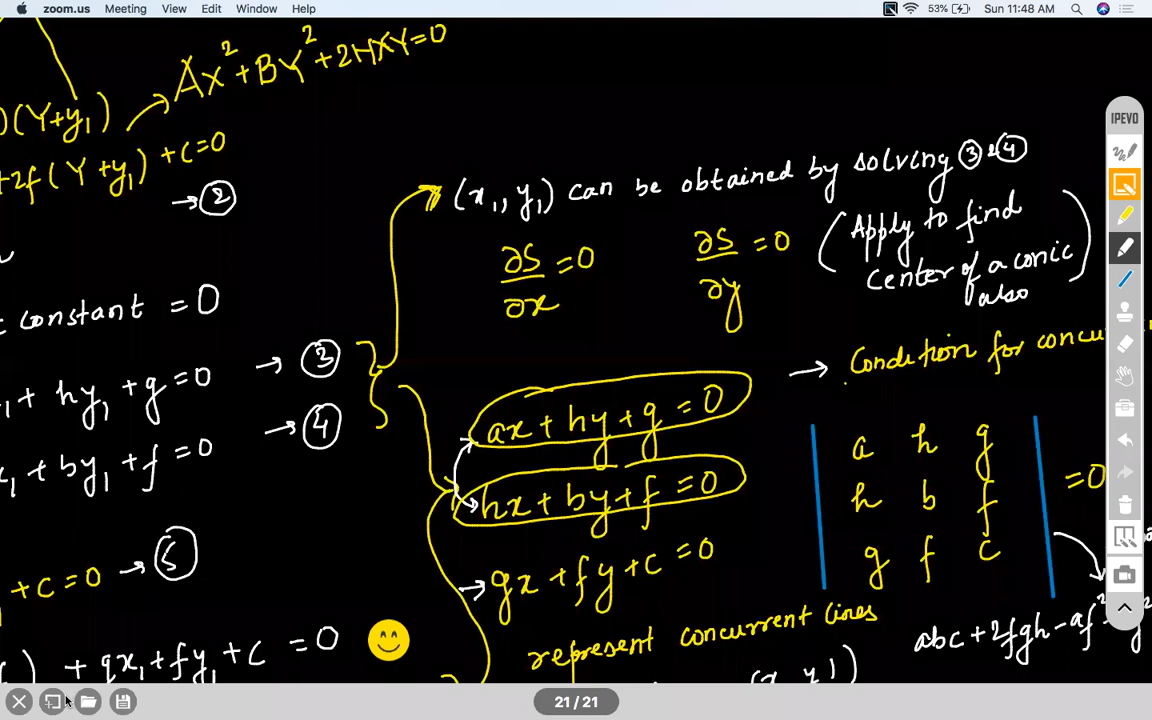 zoom.us Meeting View Edit Window Help 53% Sun 11:48 AM
AX²+BY²+2HXY=0
(Y+y₁)
+2f(Y+y₁)+c=0
→②
IPEVO
(x₁,y₁) can be obtained by solving ③ & ④
∂S/∂x =0 ∂S/∂y =0
(Apply to find
center of a conic
also)
constant = 0
+ hy₁ + g = 0 → ③
+ by₁ + f = 0 → ④
→ Condition for concu
ax + hy + g = 0
hx + by + f = 0
gx + fy + c = 0
a h g
h b f =0
g f c
+ c = 0 → ⑤
represent concurrent lines
abc + 2fgh - af²
+ gx₁ + fy₁ + c = 0
21 / 21